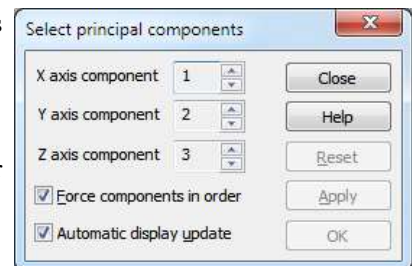 Select principal components
X axis component 1 Close
Y axis component 2 Help
Z axis component 3 Reset
Force components in order Apply
Automatic display update OK